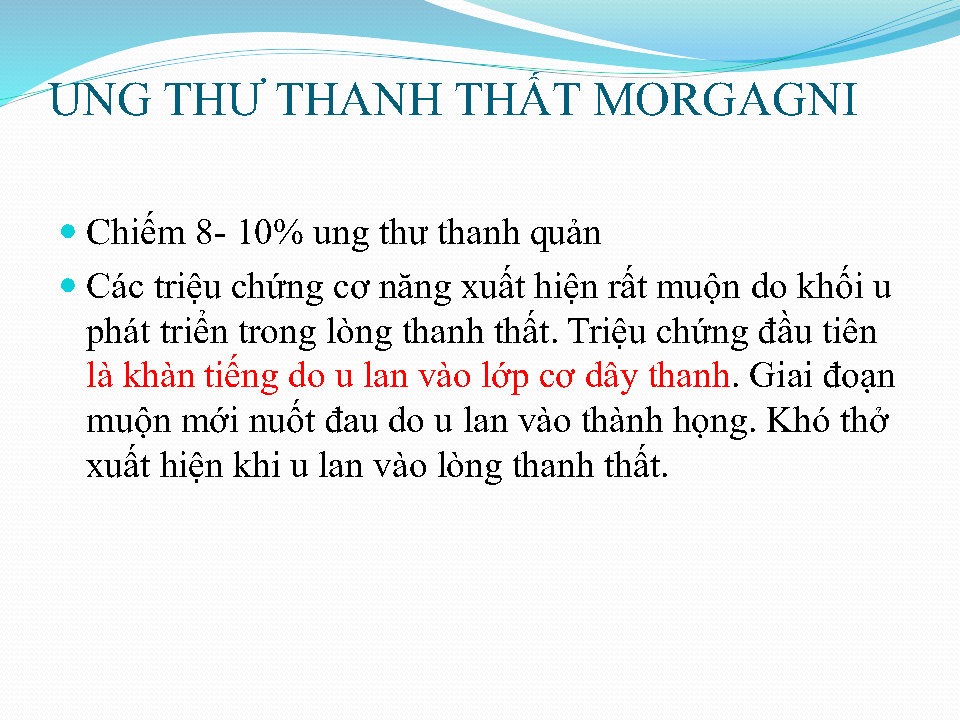 UNG THƯ THANH THẤT MORGAGNI
Chiếm 8- 10% ung thư thanh quản
Các triệu chứng cơ năng xuất hiện rất muộn do khối u
phát triển trong lòng thanh thất. Triệu chứng đầu tiên
là khàn tiếng do u lan vào lớp cơ dây thanh. Giai đoạn
muộn mới nuốt đau do u lan vào thành họng. Khó thở
xuất hiện khi u lan vào lòng thanh thất.